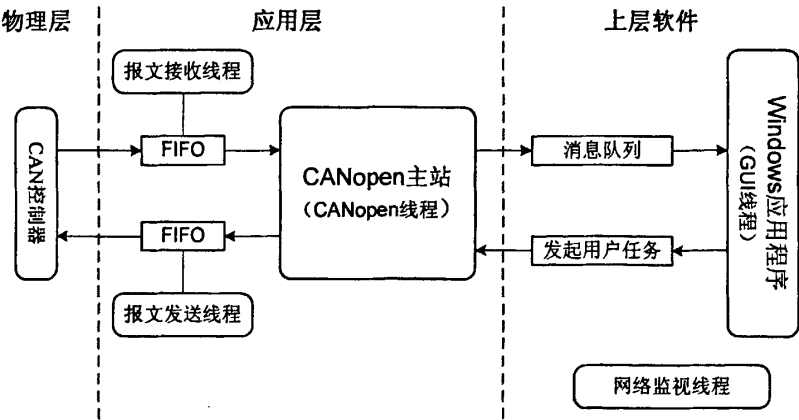 物理层
应用层
上层软件
报文接收线程
CAN控制器
FIFO
CANopen主站
（CANopen线程）
消息队列
Windows应用程序
（GUI线程）
FIFO
发起用户任务
报文发送线程
网络监视线程